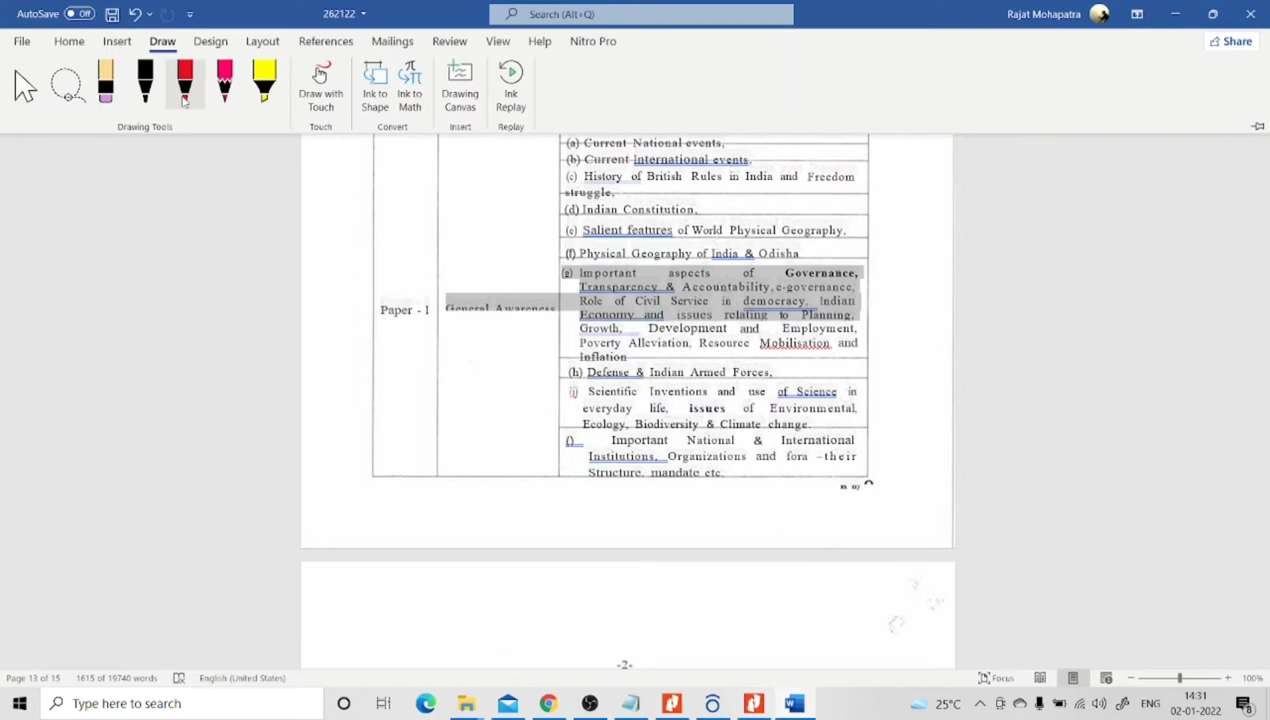 AutoSave Off
262122
Search (Alt+Q)
Rajat Mohapatra
File Home Insert Draw Design Layout References Mailings Review View Help Nitro Pro
Share
Draw with Touch
Ink to Shape
Ink to Math
Drawing Canvas
Ink Replay
Drawing Tools
Touch
Convert
Insert
Replay
(a) Current National events,
(b) Current International events,
(c) History of British Rules in India and Freedom
struggle,
(d) Indian Constitution,
(e) Salient features of World Physical Geography,
(f) Physical Geography of India & Odisha
(g) Important aspects of Governance,
Transparency & Accountability, e-governance,
Role of Civil Service in democracy, Indian
Economy and issues relating to Planning,
Growth, Development and Employment,
Poverty Alleviation, Resource Mobilisation and
Inflation
Paper - I
General Awareness
(h) Defense & Indian Armed Forces,
(i) Scientific Inventions and use of Science in
everyday life, issues of Environmental,
Ecology, Biodiversity & Climate change.
() Important National & International
Institutions, Organizations and fora –their
Structure, mandate etc.
-2-
Page 13 of 15
1615 of 19740 words
English (United States)
Focus
100%
Type here to search
25°C
ENG
14:31
02-01-2022
8